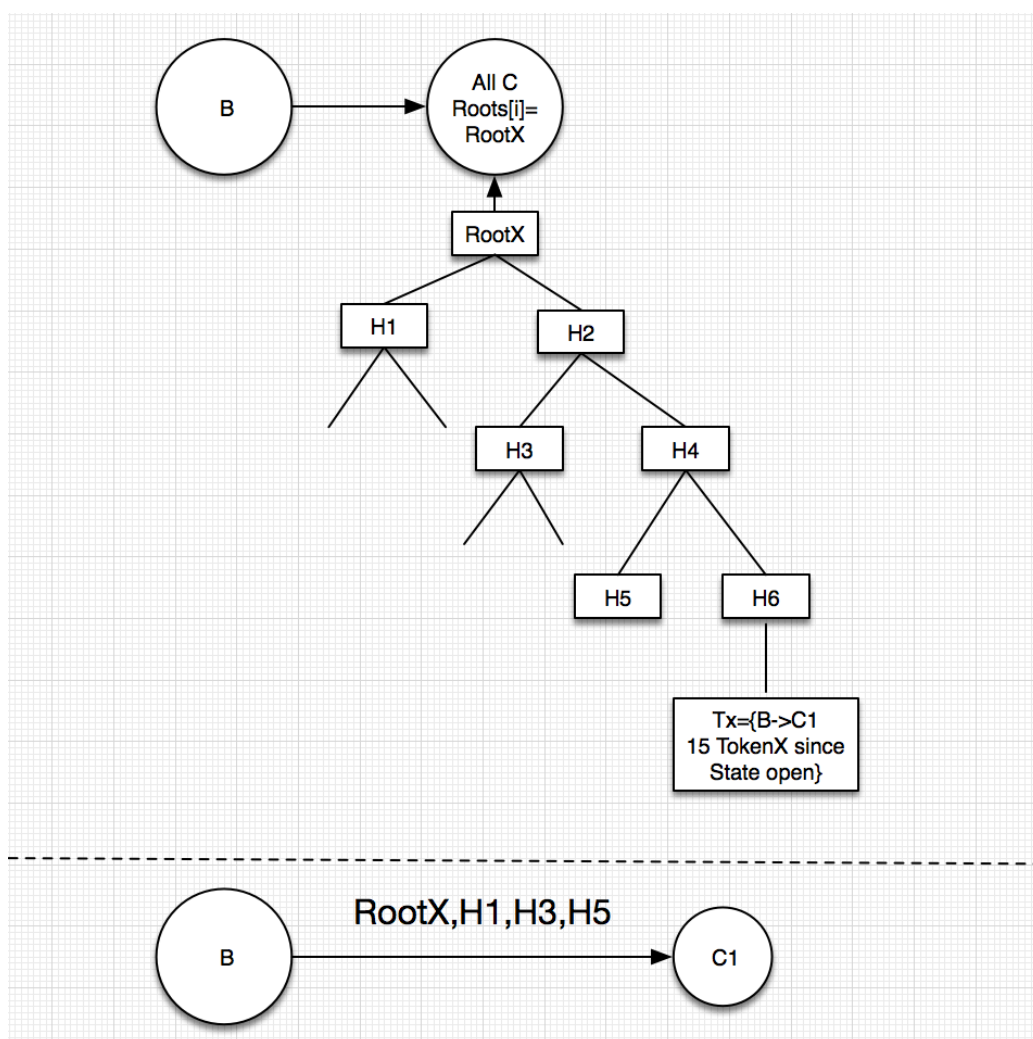 B
All C
Roots[i]=
RootX
RootX
H1
H2
H3
H4
H5
H6
Tx={B->C1
15 TokenX since
State open}
RootX,H1,H3,H5
B
C1